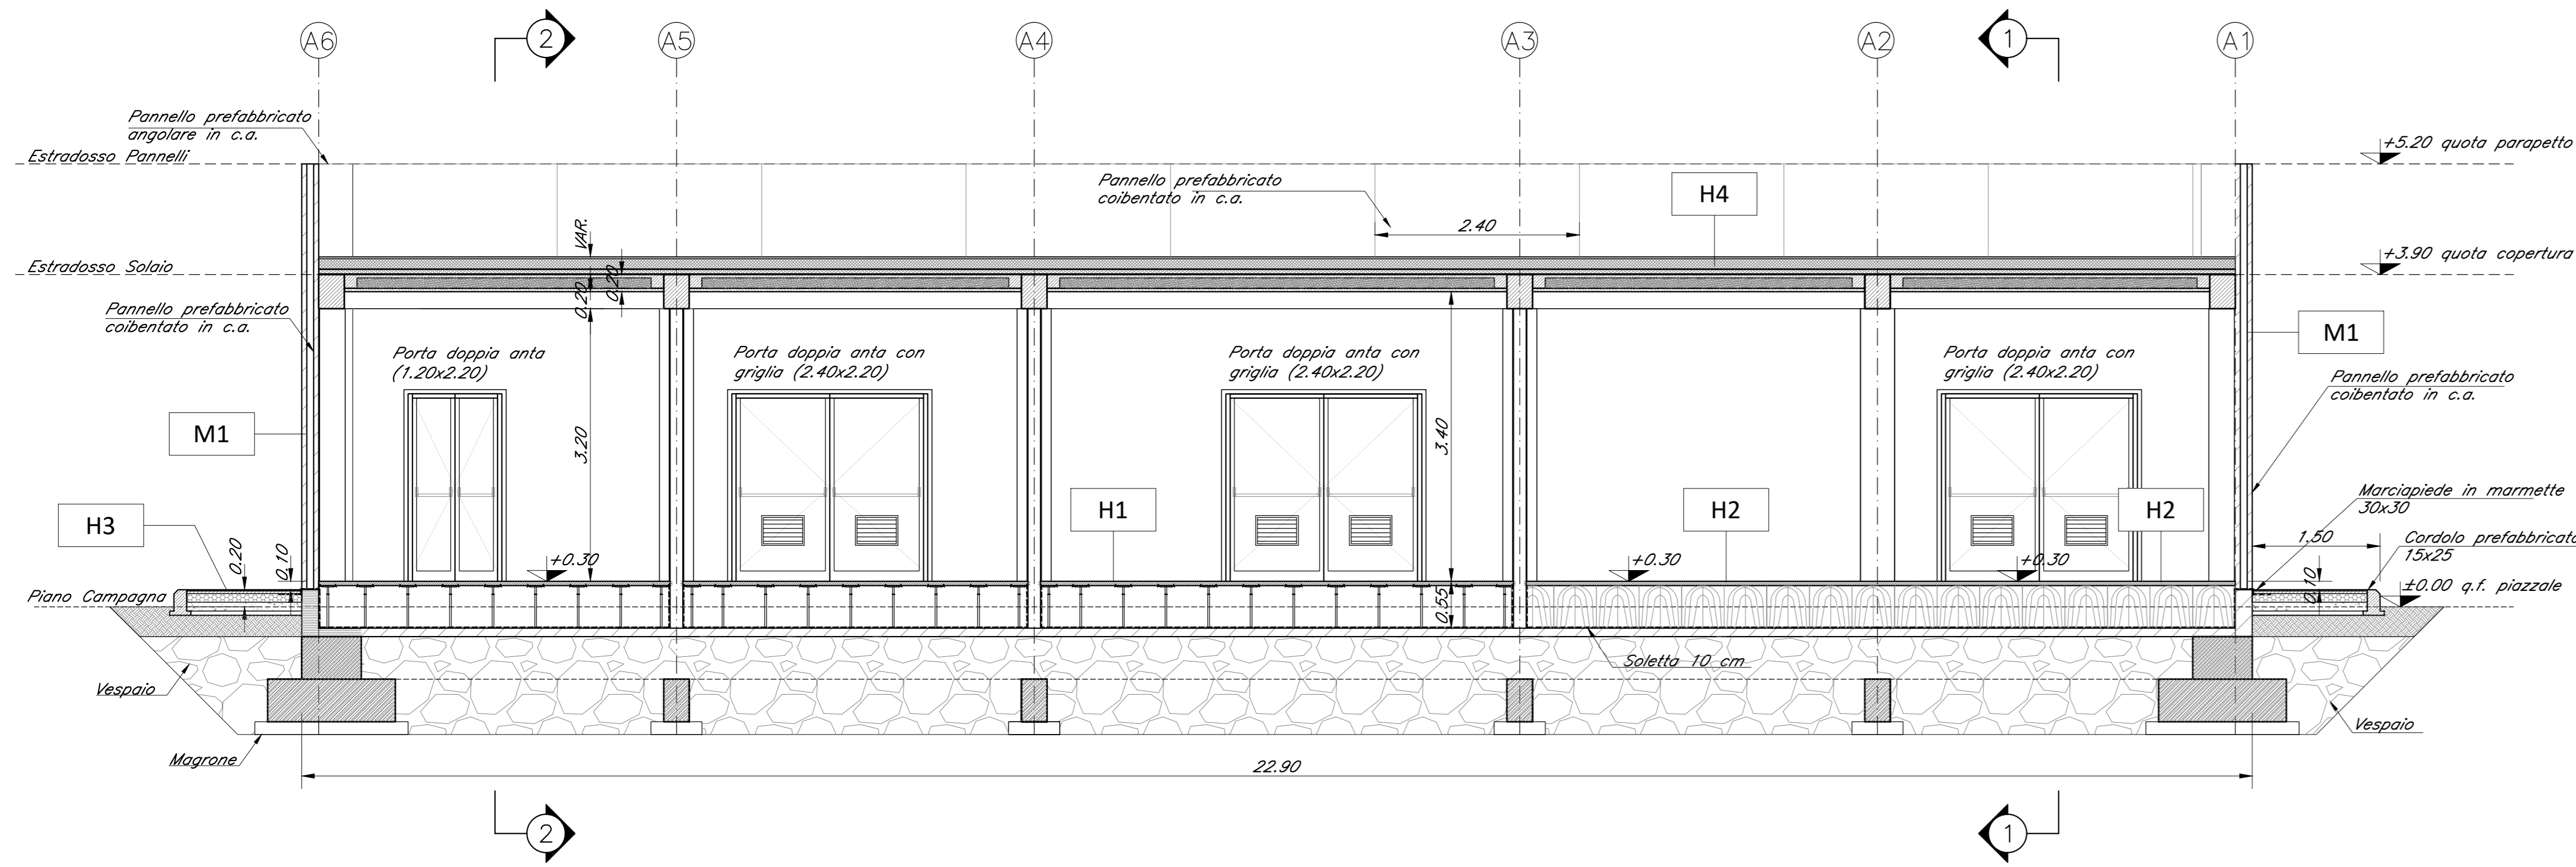 A6
2
A5
A4
A3
A2
1
A1
Pannello prefabbricato
angolare in c.a.
Estradosso Pannelli
+5.20 quota parapetto
Pannello prefabbricato
coibentato in c.a.
H4
2.40
VAR.
Estradosso Solaio
+3.90 quota copertura
0.20
0.20
Pannello prefabbricato
coibentato in c.a.
M1
Porta doppia anta
(1.20x2.20)
Porta doppia anta con
griglia (2.40x2.20)
Porta doppia anta con
griglia (2.40x2.20)
Porta doppia anta con
griglia (2.40x2.20)
Pannello prefabbricato
coibentato in c.a.
M1
3.20
3.40
H3
H1
H2
H2
Marciapiede in marmette
30x30
0.20
0.10
+0.30
+0.30
+0.30
1.50
Cordolo prefabbricato
15x25
Piano Campagna
0.55
0.10
±0.00 q.f. piazzale
Soletta 10 cm
Vespaio
Vespaio
Magrone
22.90
2
1